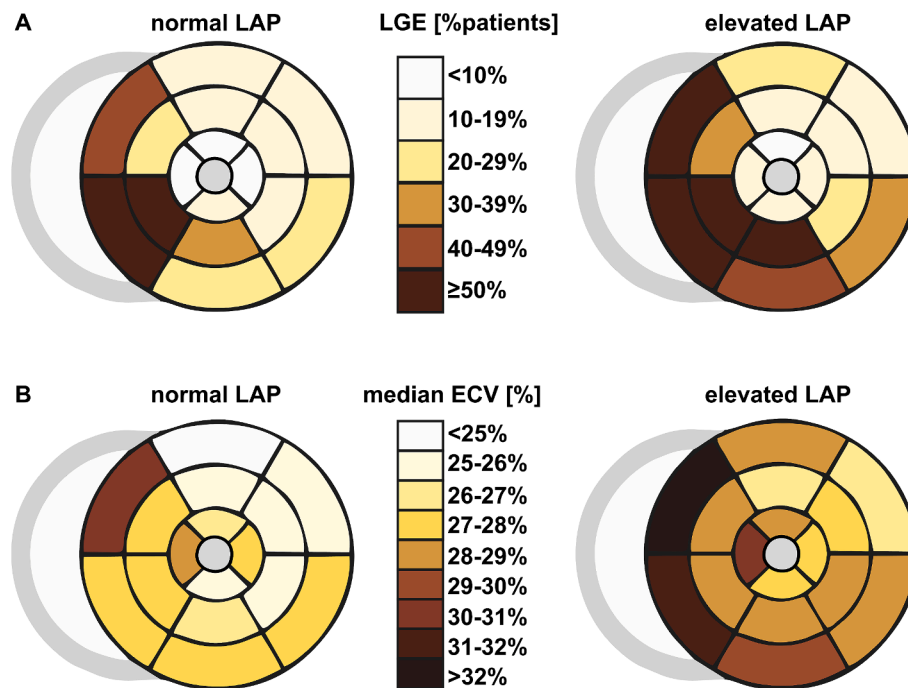 A
normal LAP
LGE [%patients]
elevated LAP
<10%
10-19%
20-29%
30-39%
40-49%
≥50%
B
normal LAP
median ECV [%]
elevated LAP
<25%
25-26%
26-27%
27-28%
28-29%
29-30%
30-31%
31-32%
>32%